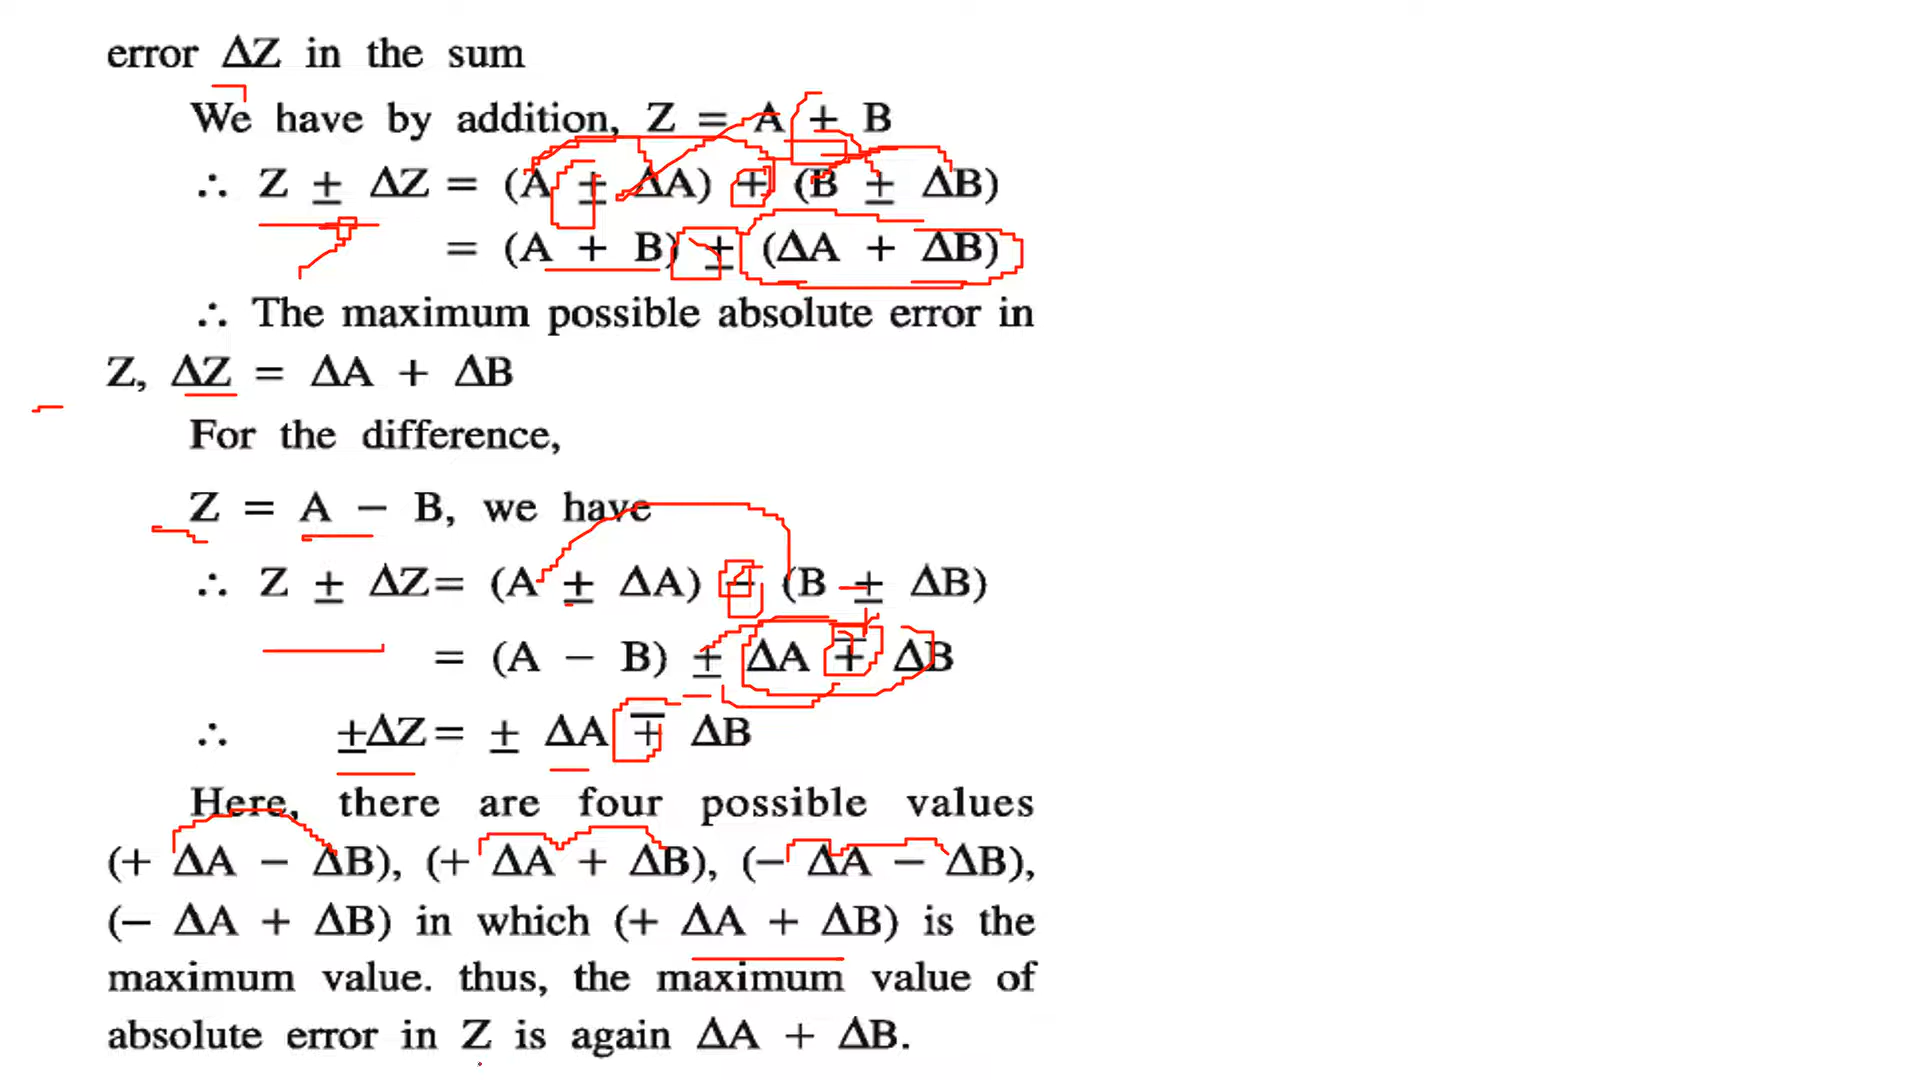 error ΔZ in the sum
We have by addition, Z = A + B
∴ Z ± ΔZ = (A ± ΔA) + (B ± ΔB)
= (A + B) ± (ΔA + ΔB)
∴ The maximum possible absolute error in
Z, ΔZ = ΔA + ΔB
For the difference,
Z = A − B, we have
∴ Z ± ΔZ= (A ± ΔA) − (B ± ΔB)
= (A − B) ± ΔA ∓ ΔB
∴ ±ΔZ= ± ΔA ∓ ΔB
Here, there are four possible values
(+ ΔA − ΔB), (+ ΔA + ΔB), (− ΔA − ΔB),
(− ΔA + ΔB) in which (+ ΔA + ΔB) is the
maximum value. thus, the maximum value of
absolute error in Z is again ΔA + ΔB.